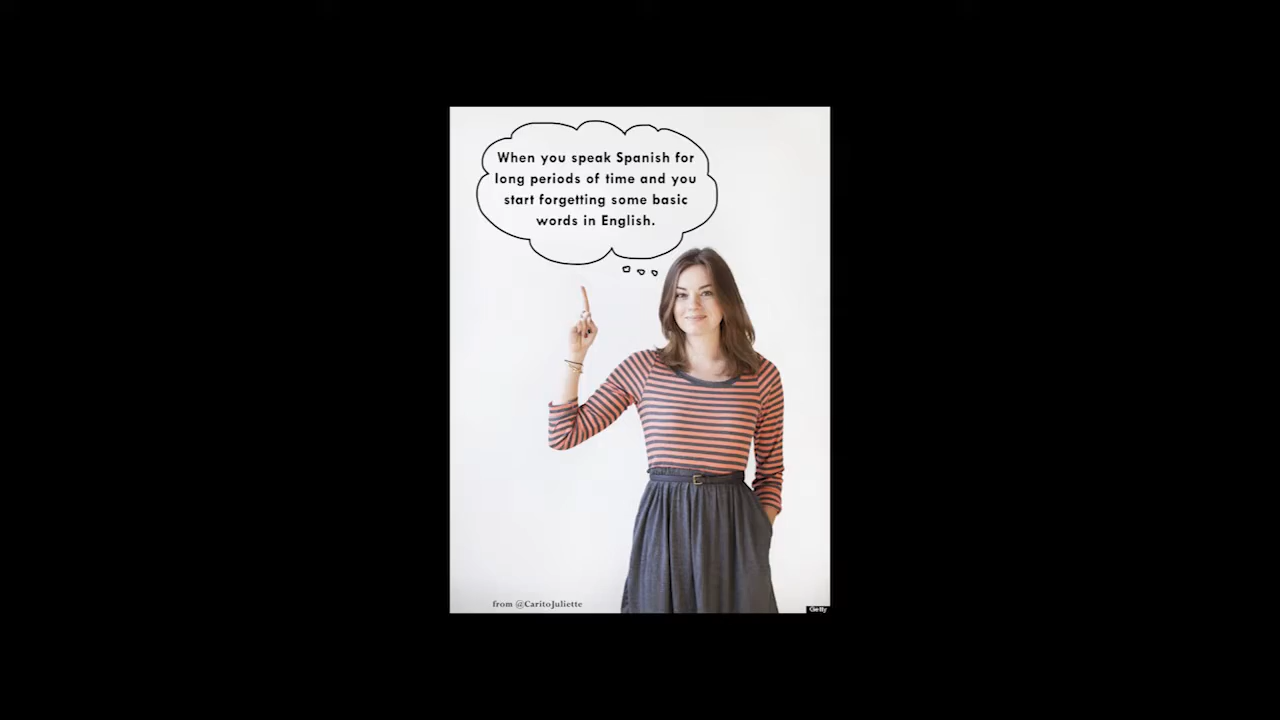 When you speak Spanish for
long periods of time and you
start forgetting some basic
words in English.
from @CaritoJuliette
Getty